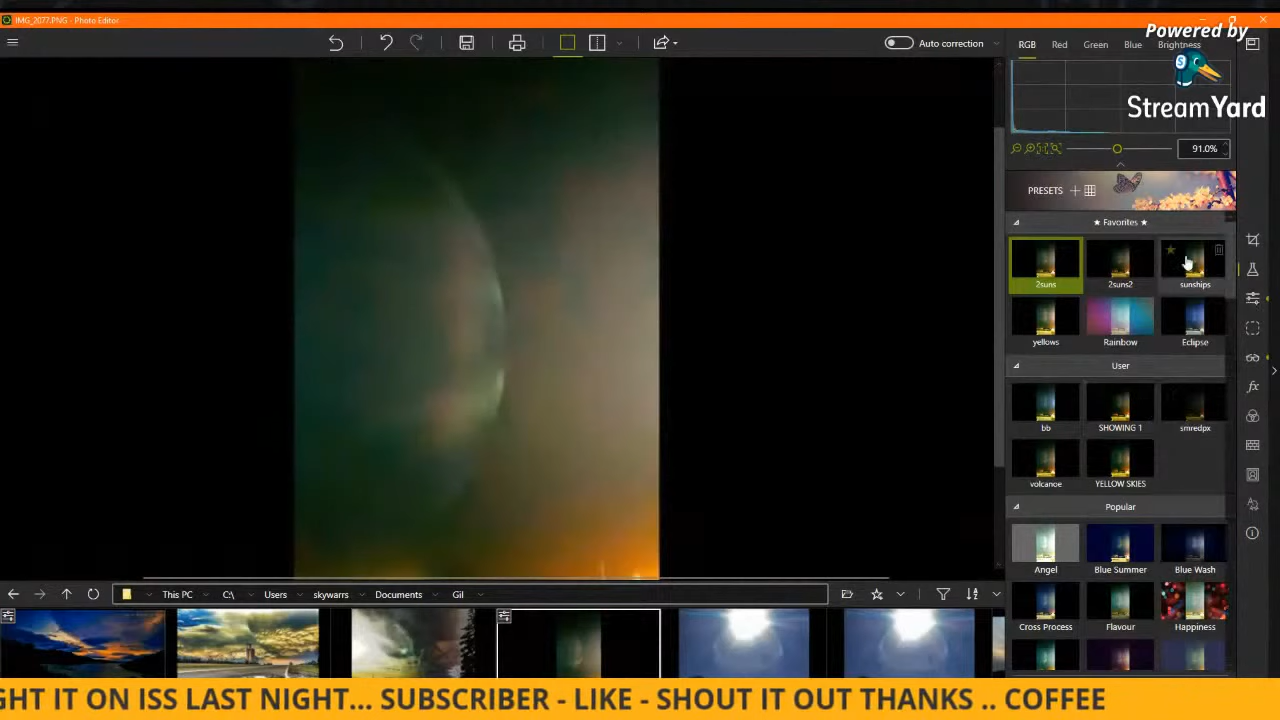 IMG_2077.PNG - Photo Editor
Powered by
StreamYard
Auto correction
RGB Red Green Blue Brightness
91.0%
PRESETS
★ Favorites ★
2suns 2suns2 sunships
yellows Rainbow Eclipse
User
bb SHOWING 1 smredpx
volcanoe YELLOW SKIES
Popular
Angel Blue Summer Blue Wash
Cross Process Flavour Happiness
This PC C:\ Users skywarrs Documents Gil
GHT IT ON ISS LAST NIGHT... SUBSCRIBER - LIKE - SHOUT IT OUT THANKS .. COFFEE